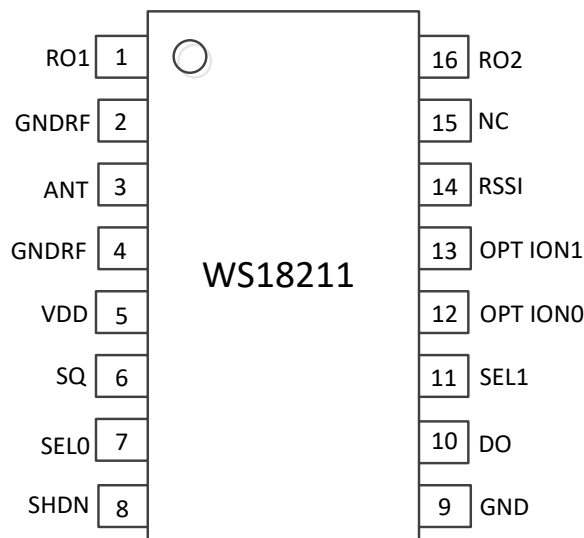 RO1 1 16 RO2
GNDRF 2 15 NC
ANT 3 14 RSSI
GNDRF 4 13 OPT ION1
WS18211
VDD 5 12 OPT ION0
SQ 6 11 SEL1
SEL0 7 10 DO
SHDN 8 9 GND